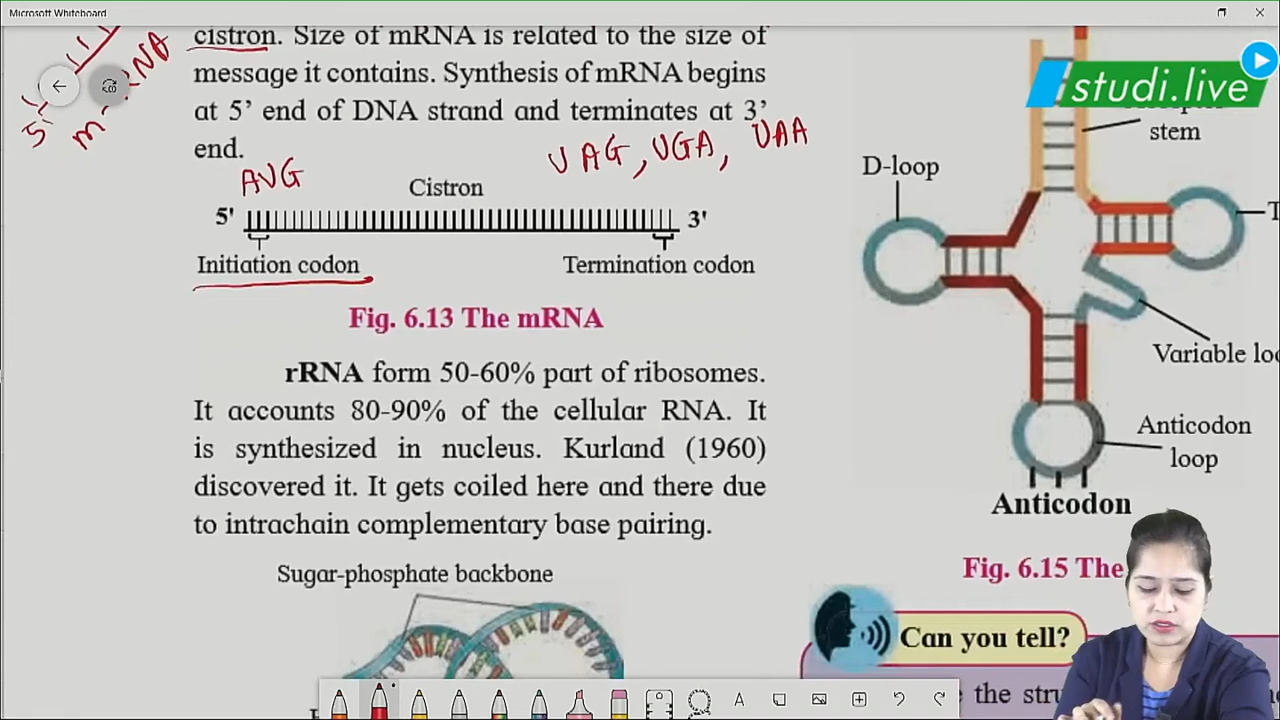 Microsoft Whiteboard
cistron. Size of mRNA is related to the size of
message it contains. Synthesis of mRNA begins
at 5’ end of DNA strand and terminates at 3’
end.
5'
m-RNA
AUG
UAG, UGA, UAA
Cistron
5' 3'
Initiation codon
Termination codon
Fig. 6.13 The mRNA
rRNA form 50-60% part of ribosomes.
It accounts 80-90% of the cellular RNA. It
is synthesized in nucleus. Kurland (1960)
discovered it. It gets coiled here and there due
to intrachain complementary base pairing.
Sugar-phosphate backbone
studi.live
stem
D-loop
T
Variable loo
Anticodon
loop
Anticodon
Fig. 6.15 The
Can you tell?
the stru
A